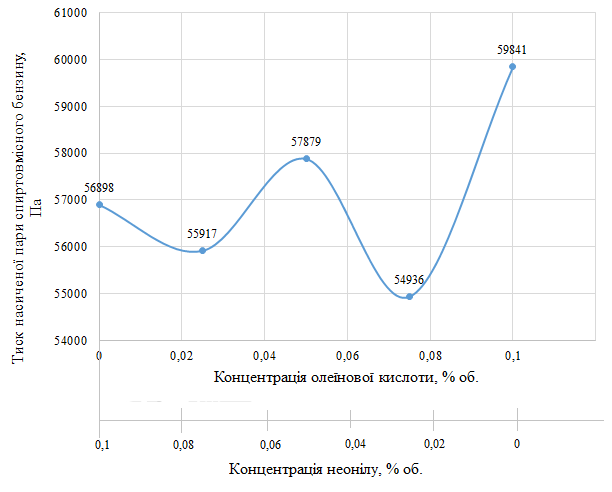 61000
60000
59000
58000
57000
56000
55000
54000
Тиск насиченої пари спиртовмісного бензину,
Па
56898
55917
57879
54936
59841
0 0,02 0,04 0,06 0,08 0,1
Концентрація олеїнової кислоти, % об.
0,1 0,08 0,06 0,04 0,02 0
Концентрація неонілу, % об.